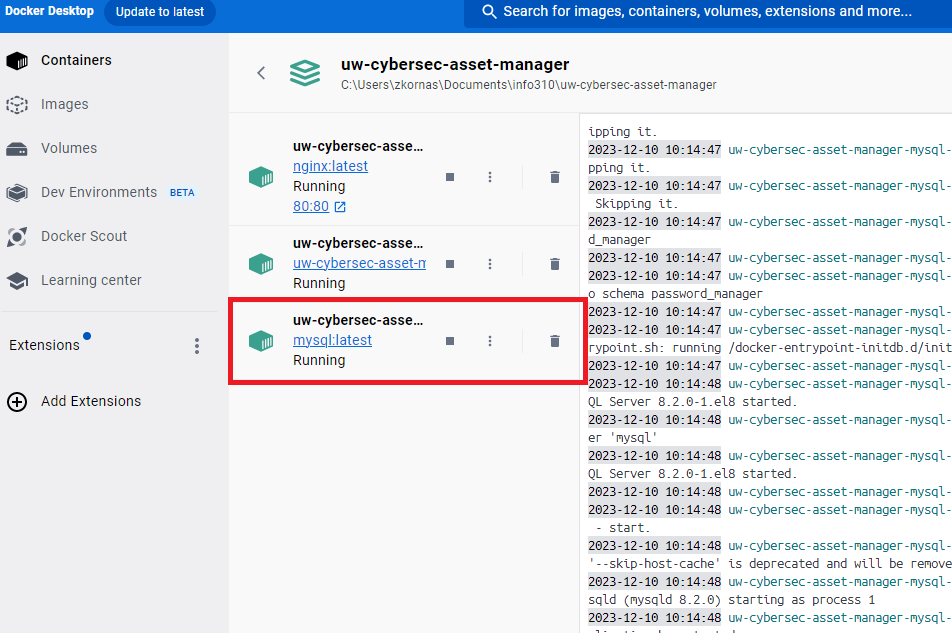 Docker Desktop
Update to latest
Search for images, containers, volumes, extensions and more...
Containers
Images
Volumes
Dev Environments BETA
Docker Scout
Learning center
Extensions
Add Extensions
uw-cybersec-asset-manager
C:\Users\zkornas\Documents\info310\uw-cybersec-asset-manager
uw-cybersec-asse...
nginx:latest
Running
80:80
uw-cybersec-asse...
uw-cybersec-asset-m
Running
uw-cybersec-asse...
mysql:latest
Running
ipping it.
2023-12-10 10:14:47 uw-cybersec-asset-manager-mysql-
pping it.
2023-12-10 10:14:47 uw-cybersec-asset-manager-mysql-
Skipping it.
2023-12-10 10:14:47 uw-cybersec-asset-manager-mysql-
d_manager
2023-12-10 10:14:47 uw-cybersec-asset-manager-mysql-
2023-12-10 10:14:47 uw-cybersec-asset-manager-mysql-
o schema password_manager
2023-12-10 10:14:47 uw-cybersec-asset-manager-mysql-
2023-12-10 10:14:47 uw-cybersec-asset-manager-mysql-
rypoint.sh: running /docker-entrypoint-initdb.d/init
2023-12-10 10:14:47 uw-cybersec-asset-manager-mysql-
2023-12-10 10:14:48 uw-cybersec-asset-manager-mysql-
QL Server 8.2.0-1.el8 started.
2023-12-10 10:14:48 uw-cybersec-asset-manager-mysql-
er 'mysql'
2023-12-10 10:14:48 uw-cybersec-asset-manager-mysql-
QL Server 8.2.0-1.el8 started.
2023-12-10 10:14:48 uw-cybersec-asset-manager-mysql-
2023-12-10 10:14:48 uw-cybersec-asset-manager-mysql-
- start.
2023-12-10 10:14:48 uw-cybersec-asset-manager-mysql-
'--skip-host-cache' is deprecated and will be remove
2023-12-10 10:14:48 uw-cybersec-asset-manager-mysql-
sqld (mysqld 8.2.0) starting as process 1
2023-12-10 10:14:48 uw-cybersec-asset-manager-mysql-